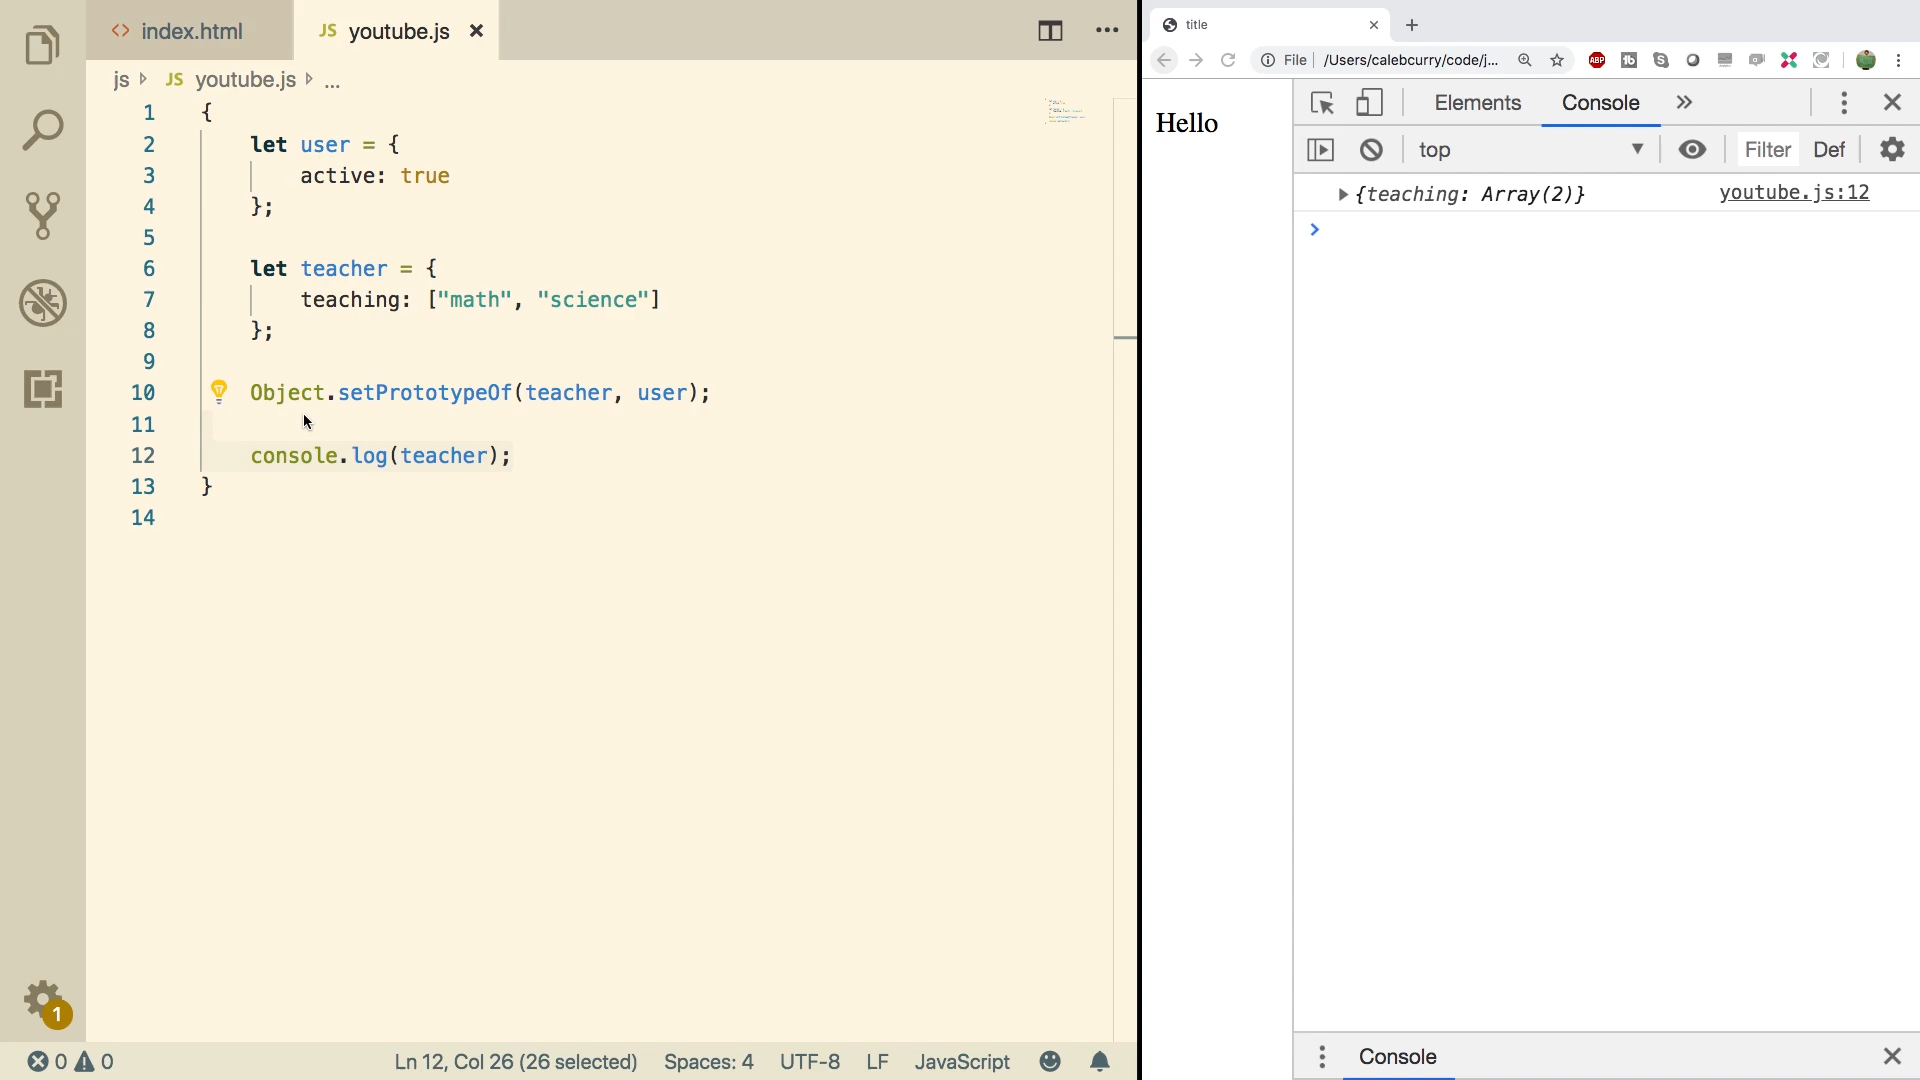 index.html
JS youtube.js
js JS youtube.js ...
1 {
2 let user = {
3 active: true
4 };
5
6 let teacher = {
7 teaching: ["math", "science"]
8 };
9
10 Object.setPrototypeOf(teacher, user);
11
12 console.log(teacher);
13 }
14
1
0 0 Ln 12, Col 26 (26 selected) Spaces: 4 UTF-8 LF JavaScript
title
File /Users/calebcurry/code/j... ABP
Hello
Elements Console
top Filter Def
{teaching: Array(2)} youtube.js:12
Console